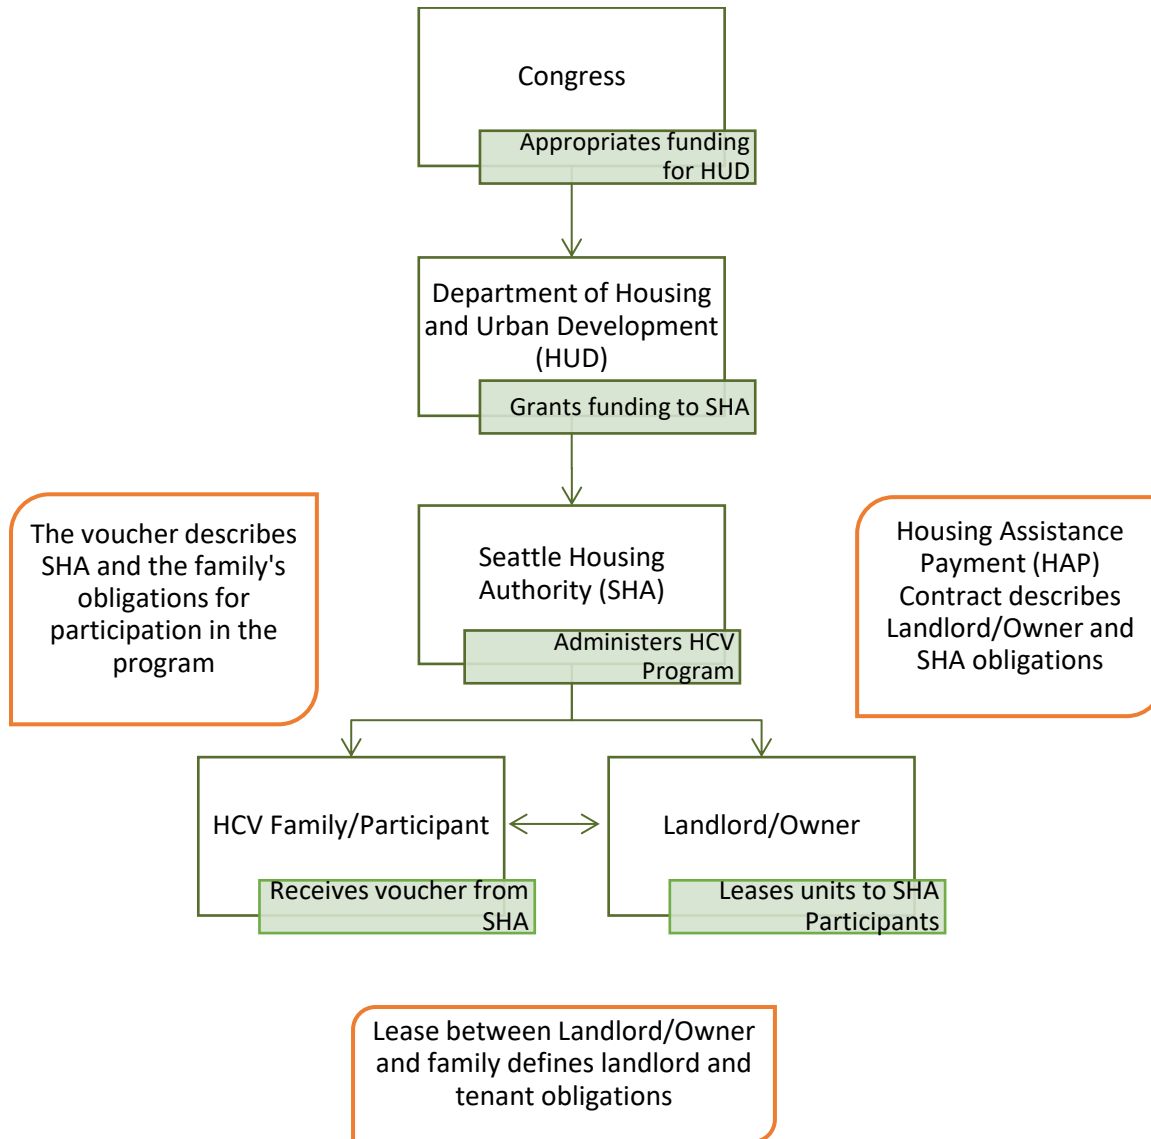 Congress
Appropriates funding
for HUD
Department of Housing
and Urban Development
(HUD)
Grants funding to SHA
The voucher describes
SHA and the family's
obligations for
participation in the
program
Seattle Housing
Authority (SHA)
Administers HCV
Program
Housing Assistance
Payment (HAP)
Contract describes
Landlord/Owner and
SHA obligations
HCV Family/Participant
Receives voucher from
SHA
Landlord/Owner
Leases units to SHA
Participants
Lease between Landlord/Owner
and family defines landlord and
tenant obligations